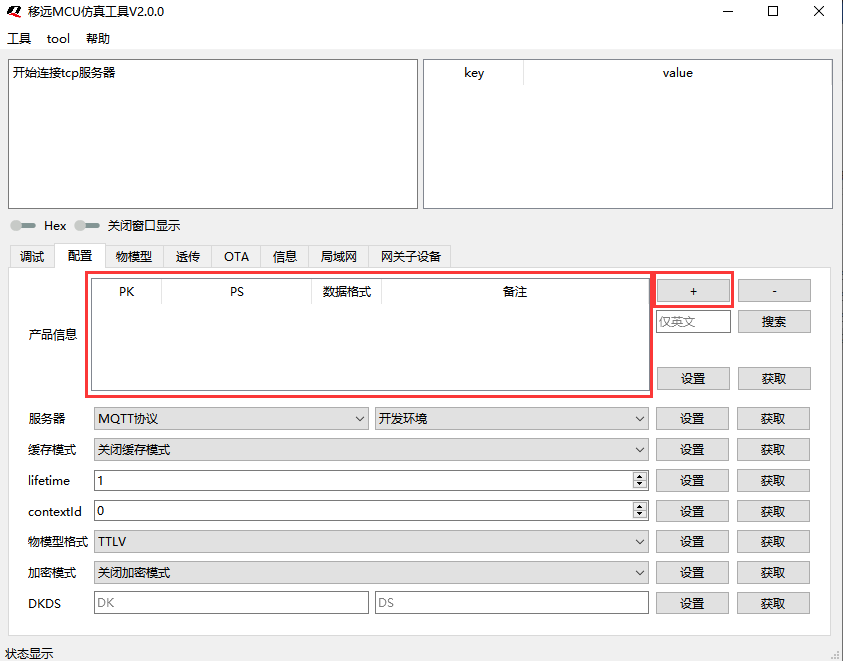 移远MCU仿真工具V2.0.0
工具 tool 帮助
开始连接tcp服务器
key value
Hex 关闭窗口显示
调试 配置 物模型 透传 OTA 信息 局域网 网关子设备
PK PS 数据格式 备注 + -
仅英文 搜索
产品信息
设置 获取
服务器 MQTT协议 开发环境 设置 获取
缓存模式 关闭缓存模式 设置 获取
lifetime 1 设置 获取
contextId 0 设置 获取
物模型格式 TTLV 设置 获取
加密模式 关闭加密模式 设置 获取
DKDS DK DS 设置 获取
状态显示